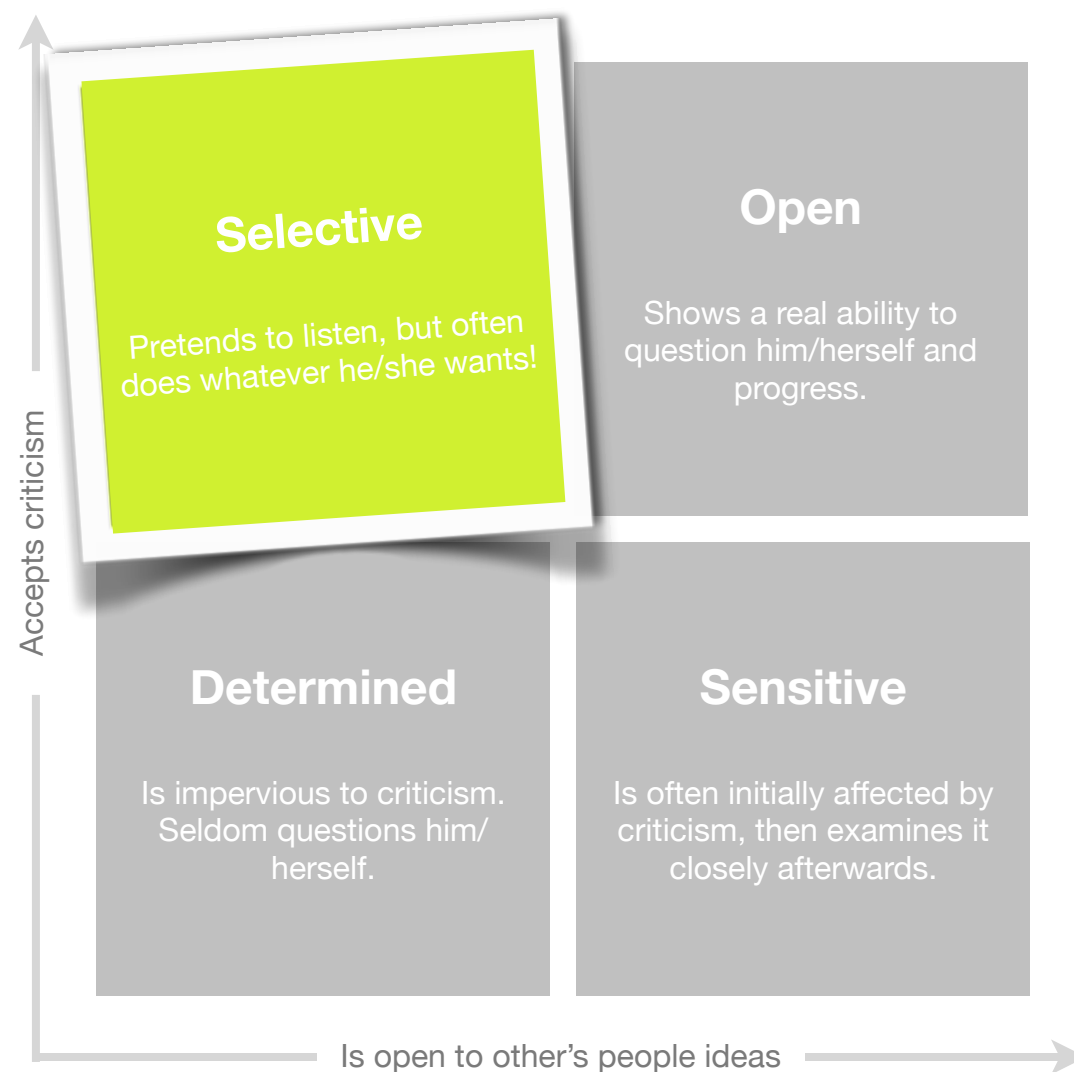 Selective
Pretends to listen, but often
does whatever he/she wants!
Open
Shows a real ability to
question him/herself and
progress.
Accepts criticism
Determined
Is impervious to criticism.
Seldom questions him/
herself.
Sensitive
Is often initially affected by
criticism, then examines it
closely afterwards.
Is open to other's people ideas